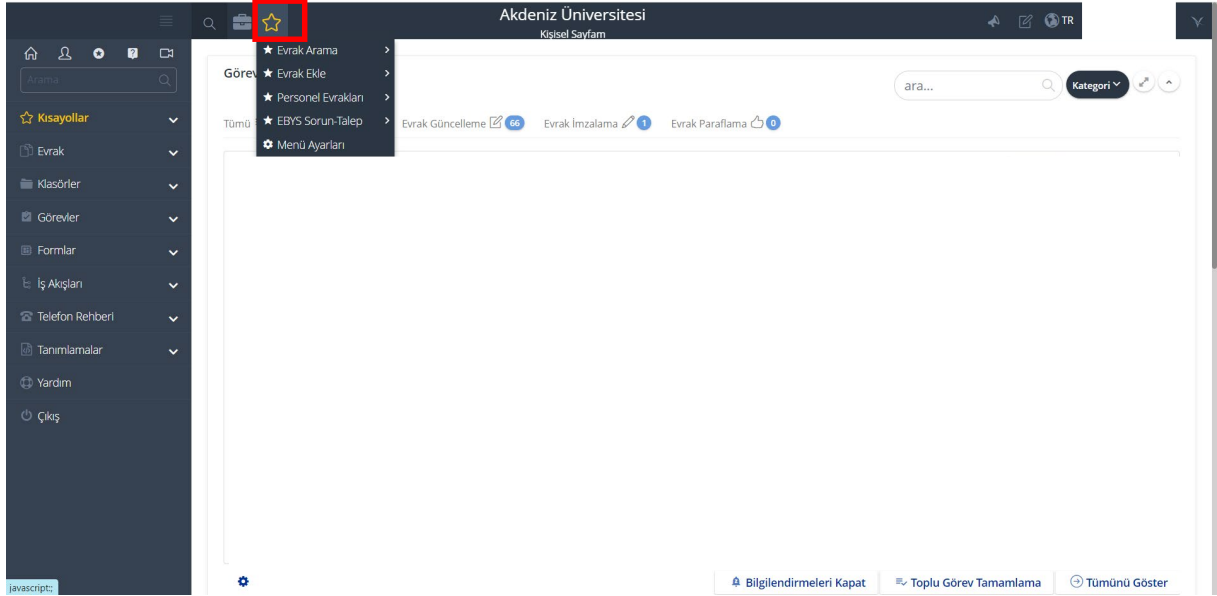 Akdeniz Üniversitesi
Kişisel Sayfam
TR
Arama
Kısayollar
Evrak
Klasörler
Görevler
Formlar
İş Akışları
Telefon Rehberi
Tanımlamalar
Yardım
Çıkış
Evrak Arama
Evrak Ekle
Personel Evrakları
EBYS Sorun-Talep
Menü Ayarları
Görev
ara...
Kategori
Tümü
Evrak Güncelleme 66
Evrak İmzalama 1
Evrak Paraflama 0
Bilgilendirmeleri Kapat
Toplu Görev Tamamlama
Tümünü Göster
javascript:;